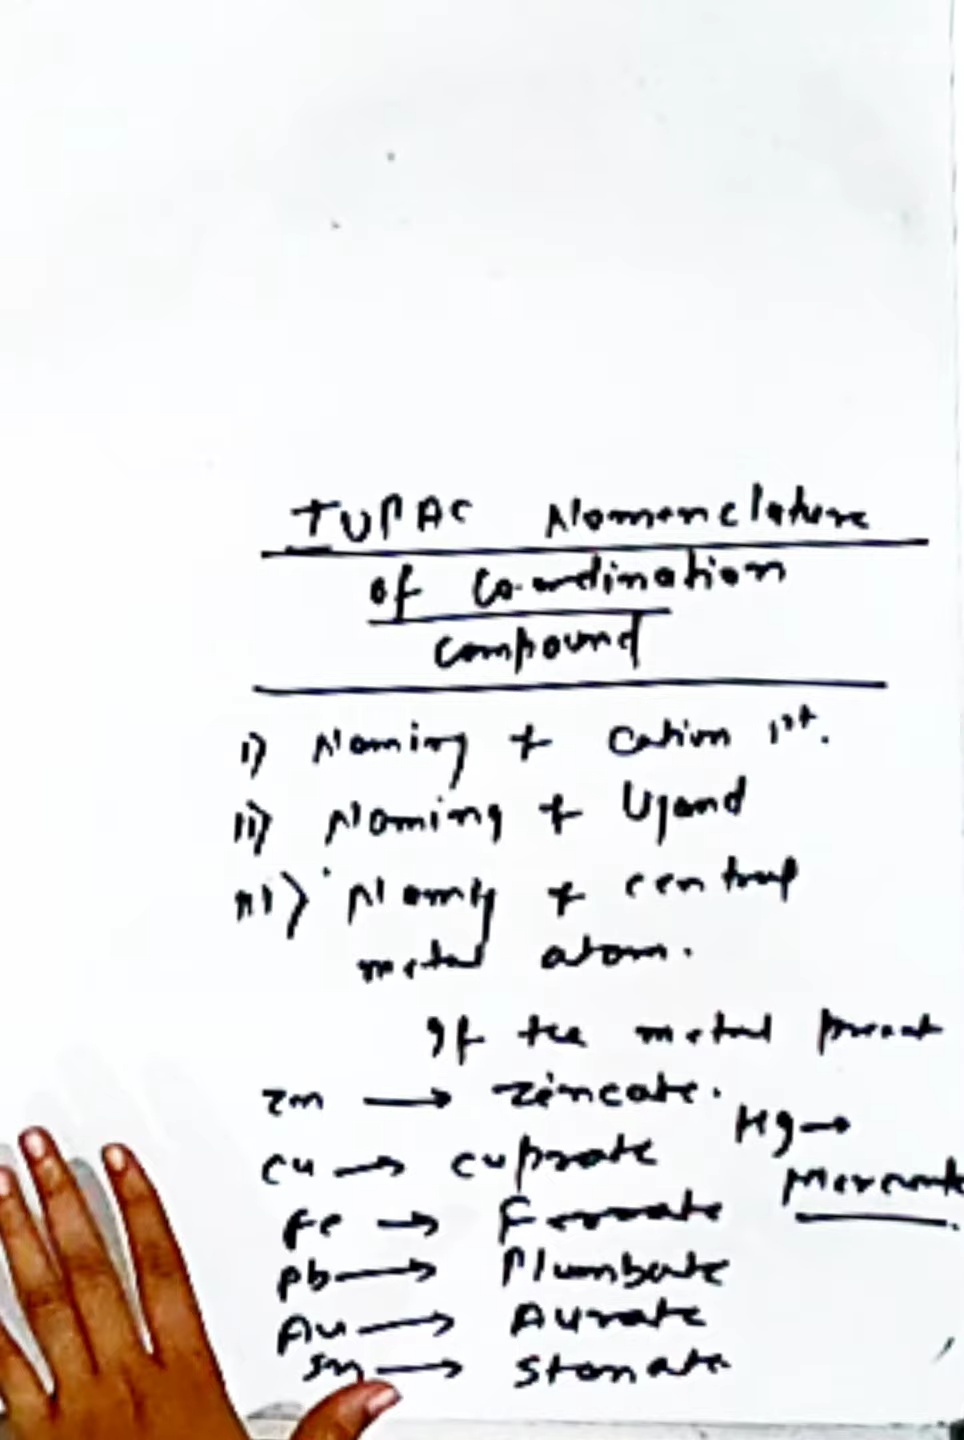 IUPAC Nomenclature
of Co-ordination
compound
i) Naming + cation 1st.
ii) Naming + Ligand
iii) Naming + central
metal atom.
If the metal present
Zn → Zincate.
Hg →
Cu → Cuprate
Mercurate
Fe → Ferrate
Pb → Plumbate
Au → Aurate
Sn → Stanate